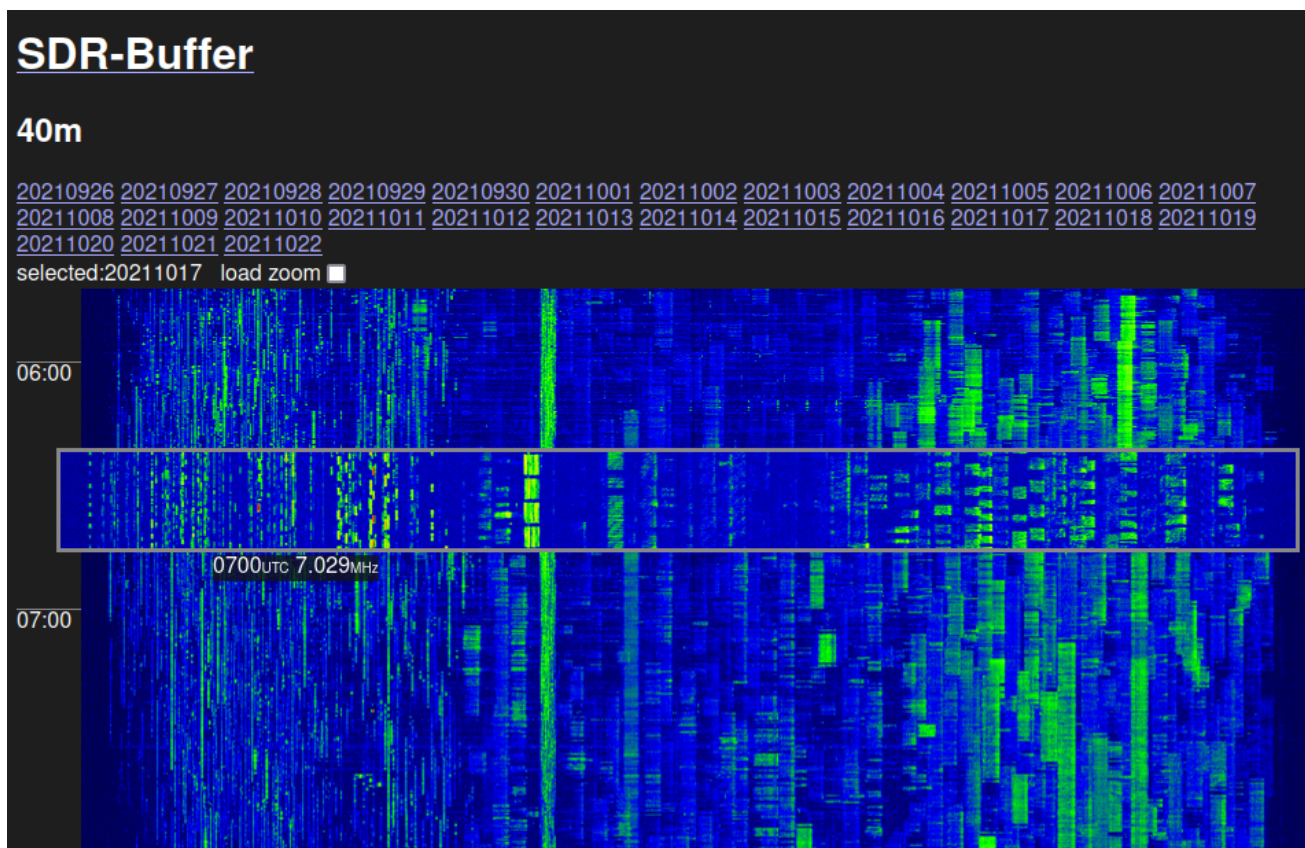 SDR-Buffer
40m
20210926 20210927 20210928 20210929 20210930 20211001 20211002 20211003 20211004 20211005 20211006 20211007
20211008 20211009 20211010 20211011 20211012 20211013 20211014 20211015 20211016 20211017 20211018 20211019
20211020 20211021 20211022
selected:20211017 load zoom
06:00
0700UTC 7.029MHz
07:00